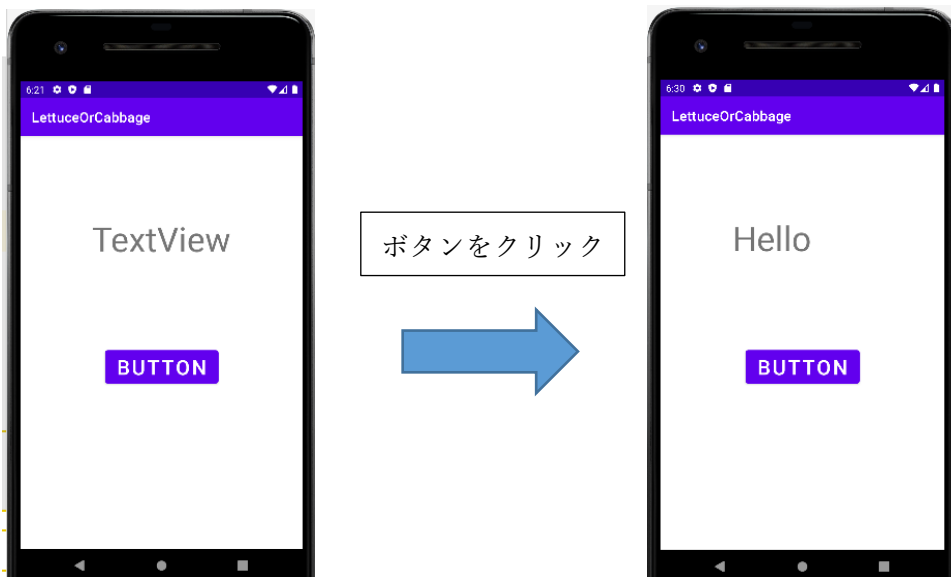 6:21
LettuceOrCabbage
TextView
BUTTON
ボタンをクリック
6:30
LettuceOrCabbage
Hello
BUTTON